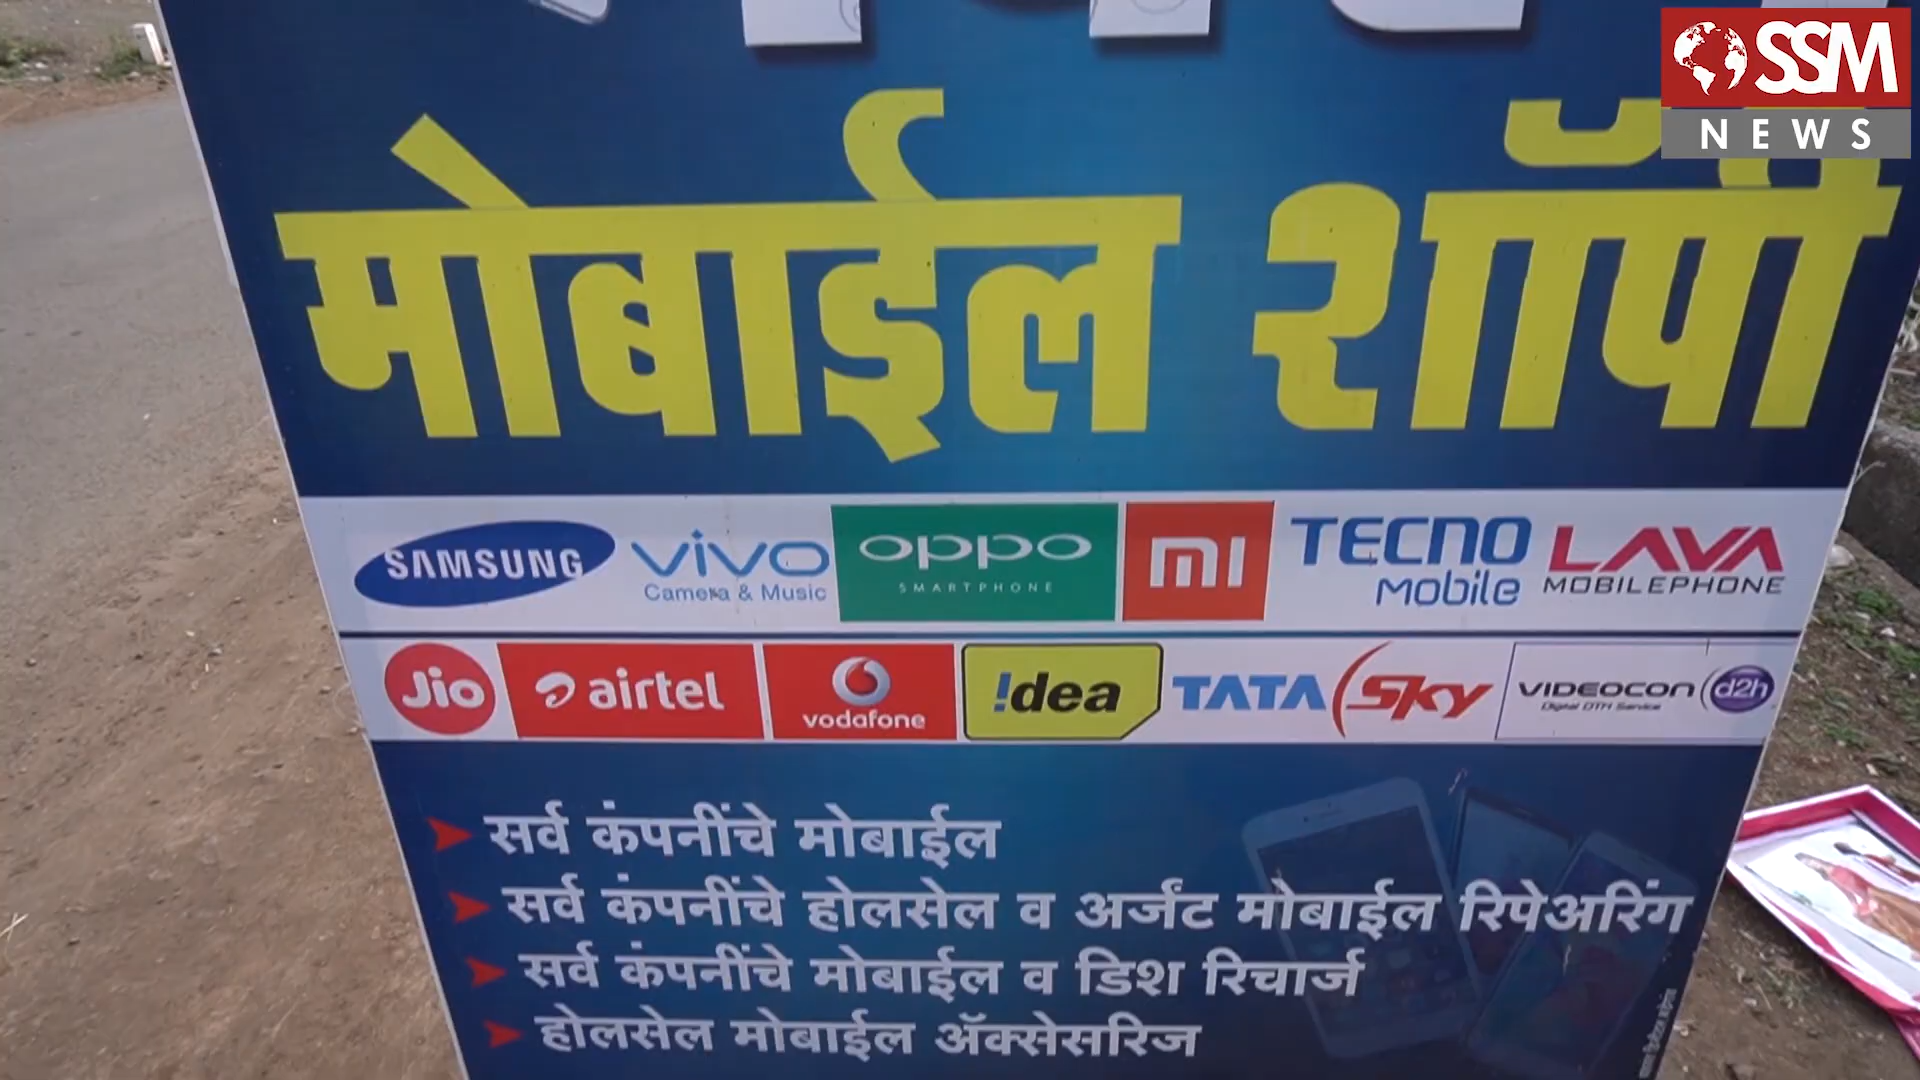 SSM
NEWS
मोबाईल शॉपी
SAMSUNG vivo Camera & Music oppo SMARTPHONE MI TECNO mobile LAVA MOBILEPHONE
Jio airtel vodafone !dea TATA Sky VIDEOCON Digital DTH Service d2h
सर्व कंपनींचे मोबाईल
सर्व कंपनींचे होलसेल व अर्जंट मोबाईल रिपेअरिंग
सर्व कंपनींचे मोबाईल व डिश रिचार्ज
होलसेल मोबाईल ॲक्सेसरिज